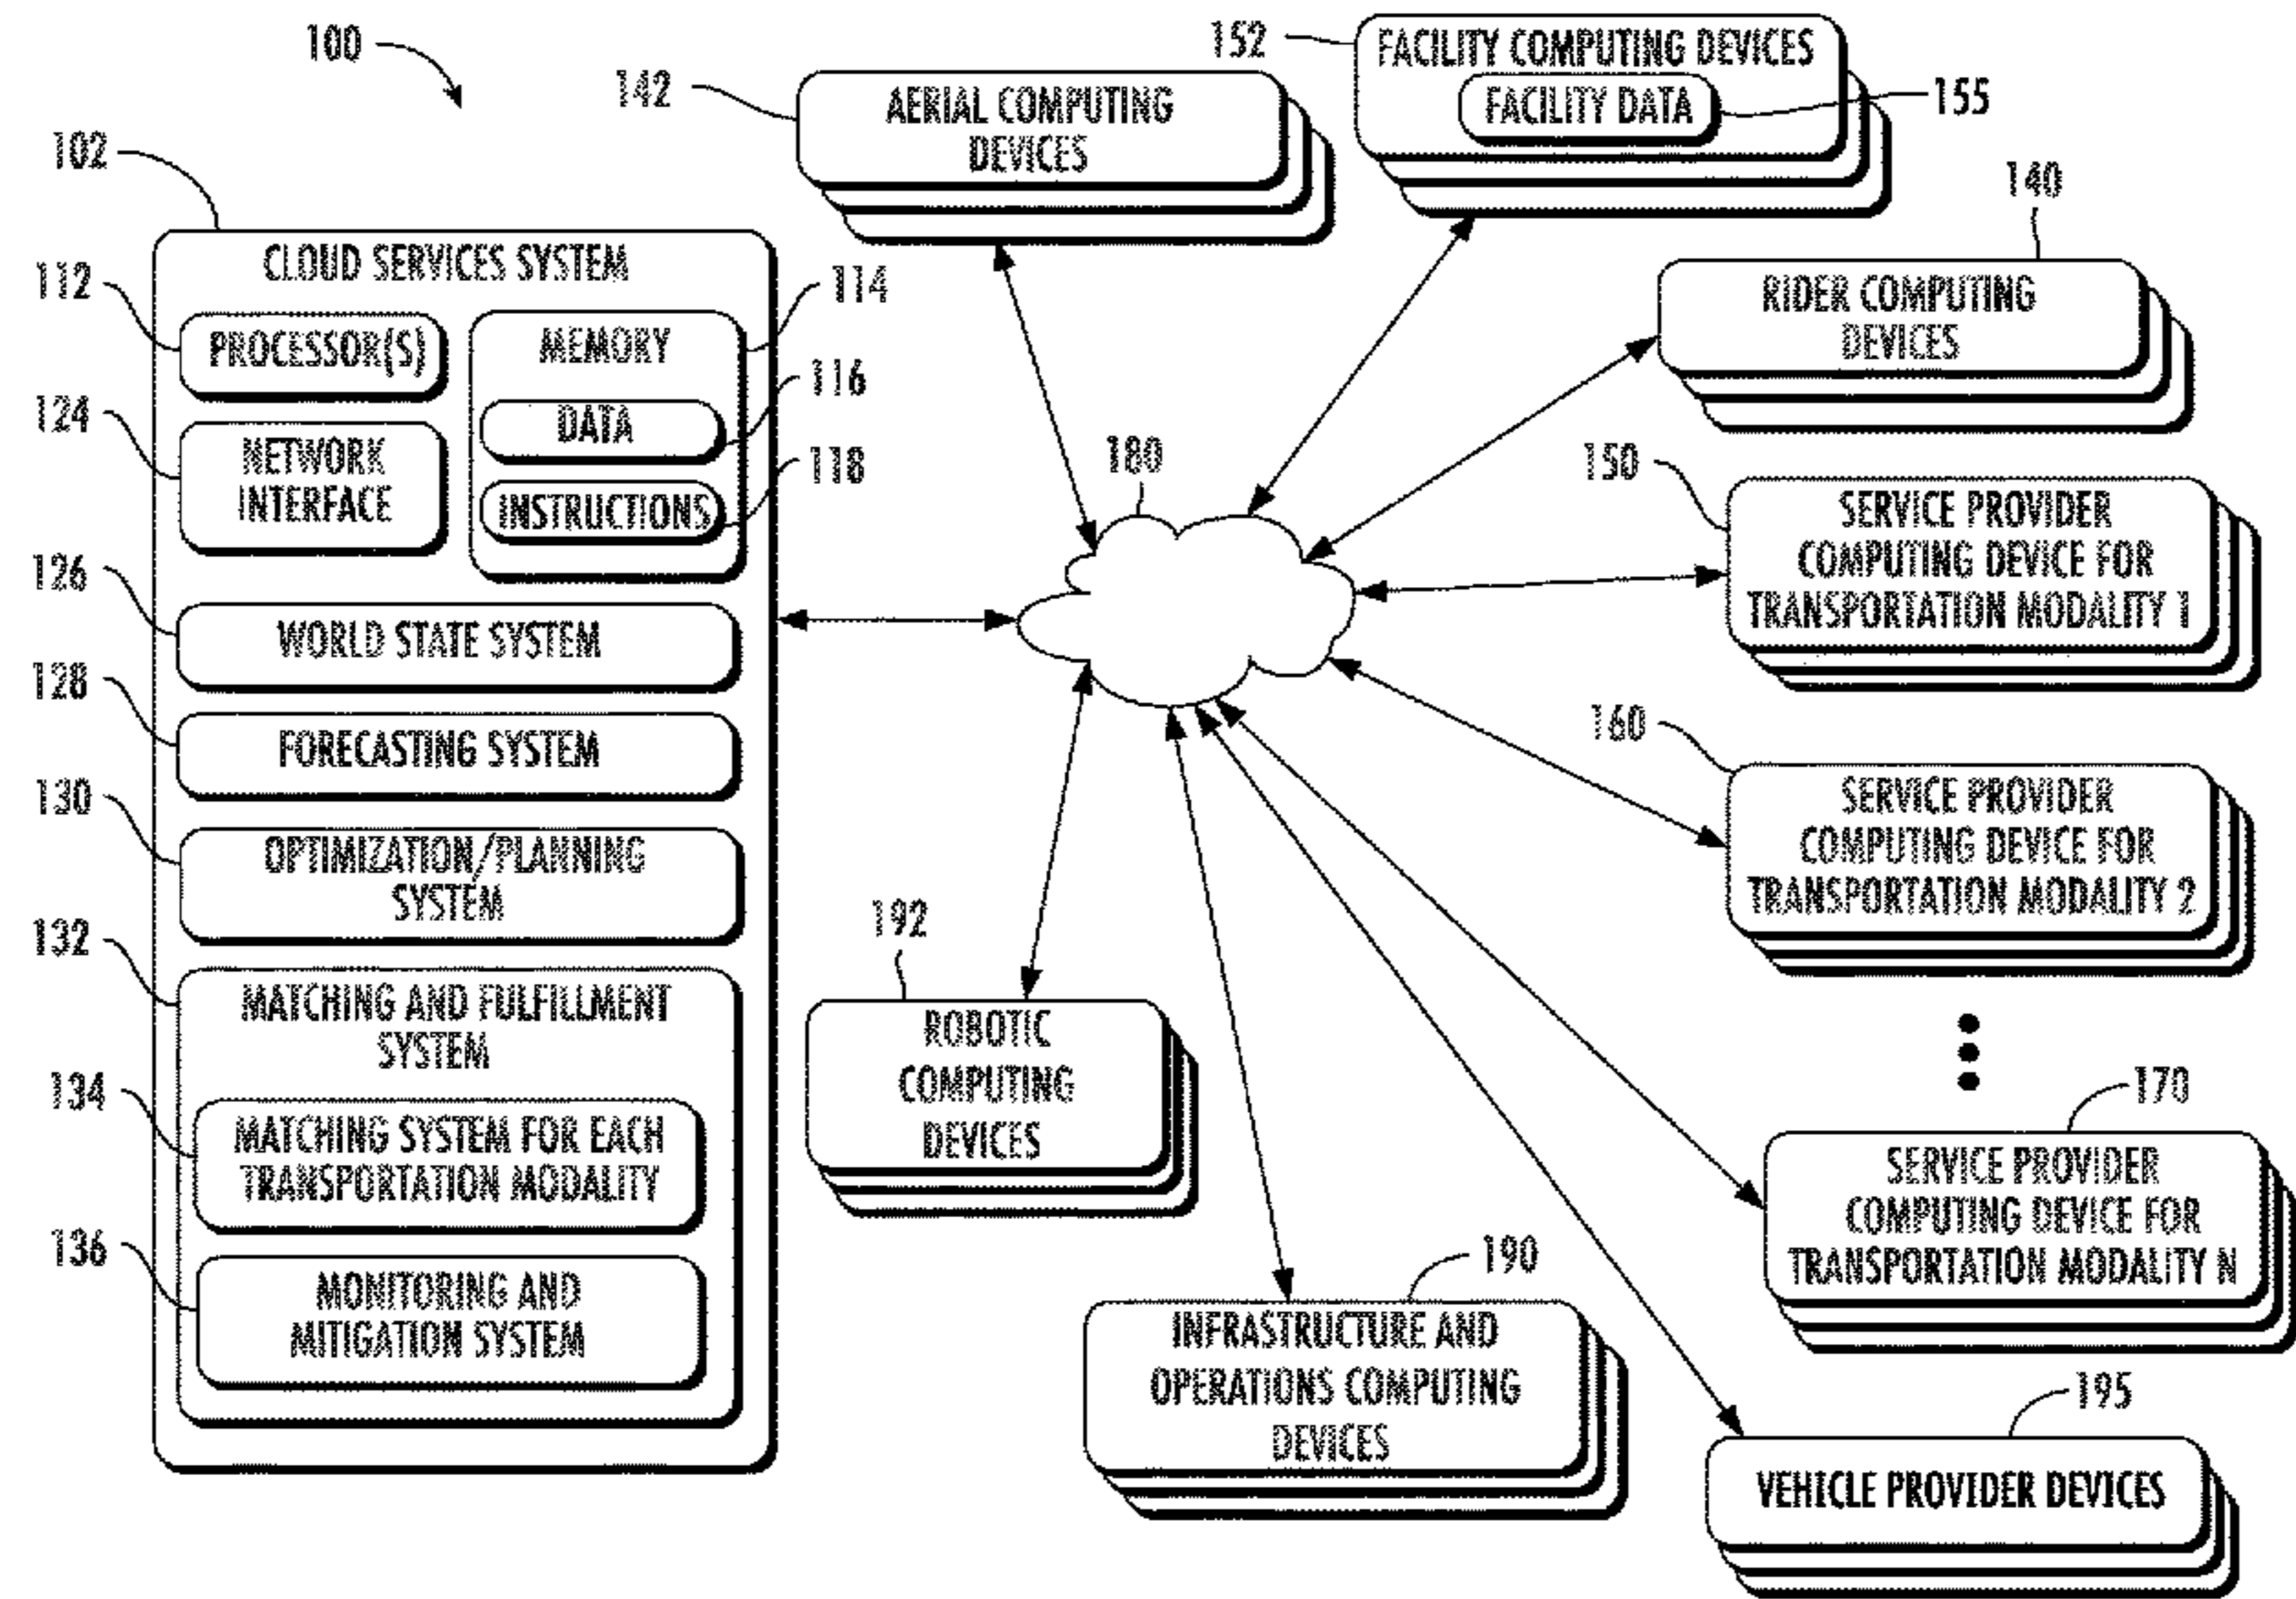 100
102
CLOUD SERVICES SYSTEM
112
PROCESSOR(S)
114
MEMORY
116
DATA
118
INSTRUCTIONS
124
NETWORK
INTERFACE
126
WORLD STATE SYSTEM
128
FORECASTING SYSTEM
130
OPTIMIZATION/PLANNING
SYSTEM
132
MATCHING AND FULFILLMENT
SYSTEM
134
MATCHING SYSTEM FOR EACH
TRANSPORTATION MODALITY
136
MONITORING AND
MITIGATION SYSTEM
142
AERIAL COMPUTING
DEVICES
152
FACILITY COMPUTING DEVICES
FACILITY DATA
155
140
RIDER COMPUTING
DEVICES
180
150
SERVICE PROVIDER
COMPUTING DEVICE FOR
TRANSPORTATION MODALITY 1
160
SERVICE PROVIDER
COMPUTING DEVICE FOR
TRANSPORTATION MODALITY 2
170
SERVICE PROVIDER
COMPUTING DEVICE FOR
TRANSPORTATION MODALITY N
192
ROBOTIC
COMPUTING
DEVICES
190
INFRASTRUCTURE AND
OPERATIONS COMPUTING
DEVICES
195
VEHICLE PROVIDER DEVICES